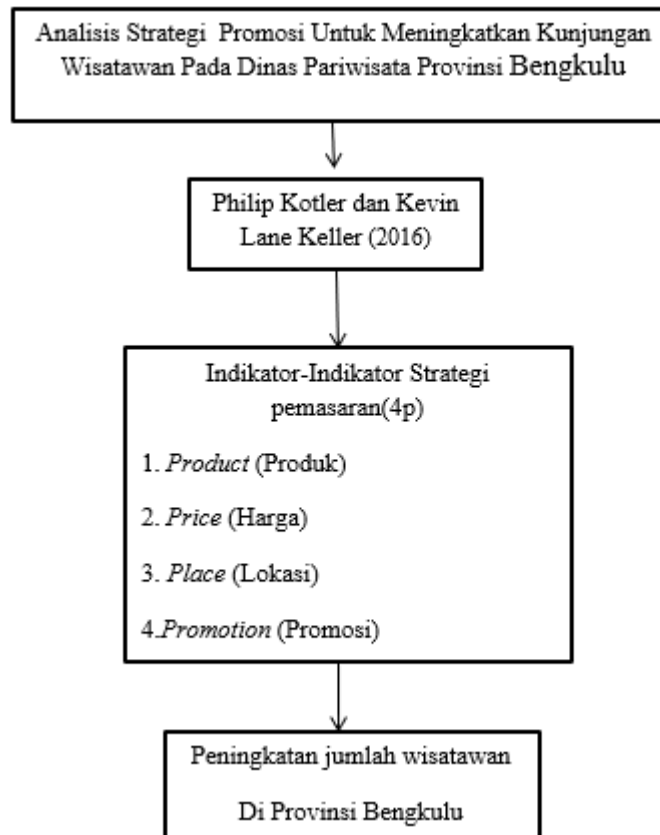 Analisis Strategi Promosi Untuk Meningkatkan Kunjungan
Wisatawan Pada Dinas Pariwisata Provinsi Bengkulu
Philip Kotler dan Kevin
Lane Keller (2016)
Indikator-Indikator Strategi
pemasaran(4p)
1. Product (Produk)
2. Price (Harga)
3. Place (Lokasi)
4.Promotion (Promosi)
Peningkatan jumlah wisatawan
Di Provinsi Bengkulu